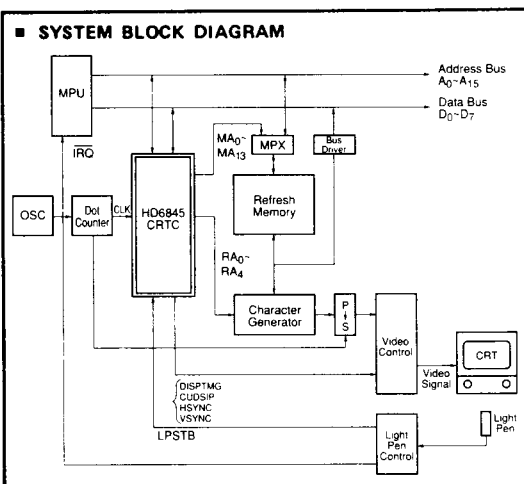 ■ SYSTEM BLOCK DIAGRAM
MPU
Address Bus
A0~A15
Data Bus
D0~D7
IRQ
MA0~
MA13
MPX
Bus
Driver
OSC
Dot
Counter
CLK
HD6845
CRTC
Refresh
Memory
RA0~
RA4
Character
Generator
P
S
Video
Control
CRT
Video
Signal
DISPTMG
CUDSIP
HSYNC
VSYNC
LPSTB
Light
Pen
Control
Light
Pen